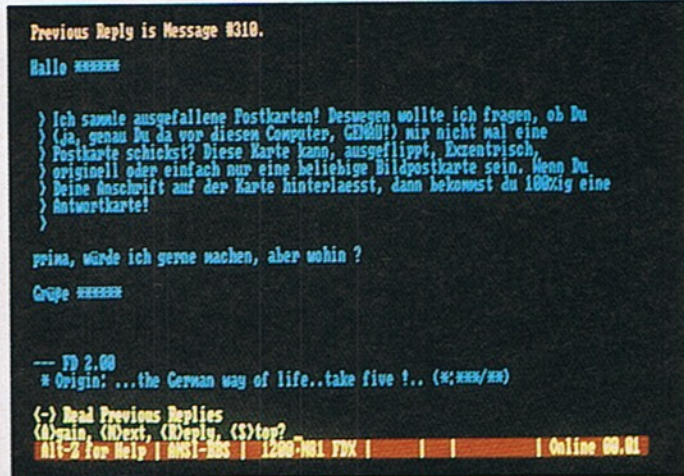 Previous Reply is Message #310.
Hallo ******
> Ich sammle ausgefallene Postkarten! Deswegen wollte ich fragen, ob Du
> (ja, genau Du da vor diesem Computer, GENAU!) mir nicht mal eine
> Postkarte schickst? Diese Karte kann, ausgeflippt, Exzentrisch,
> originell oder einfach nur eine beliebige Bildpostkarte sein. Wenn Du
> Deine Anschrift auf der Karte hinterlaesst, dann bekommst du 100%ig eine
> Antwortkarte!
>
prima, würde ich gerne machen, aber wohin ?
Grüße ******
--- FD 2.00
* Origin: ...the German way of life..take five !.. (*:***/**)
<-> Read Previous Replies
(A)gain, (N)ext, (R)eply, (S)top?
Alt-Z for Help | ANSI-BBS | 1200·N81 FDX | | | | Online 00.01